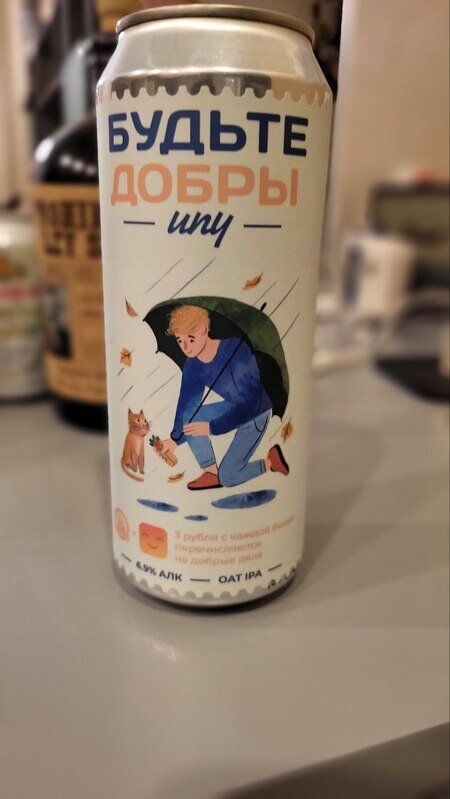 БУДЬТЕ
ДОБРЫ
— ипу —
3 рубля с каждой банки
перечисляются
на добрые дела
— 6.9% АЛК — OAT IPA —